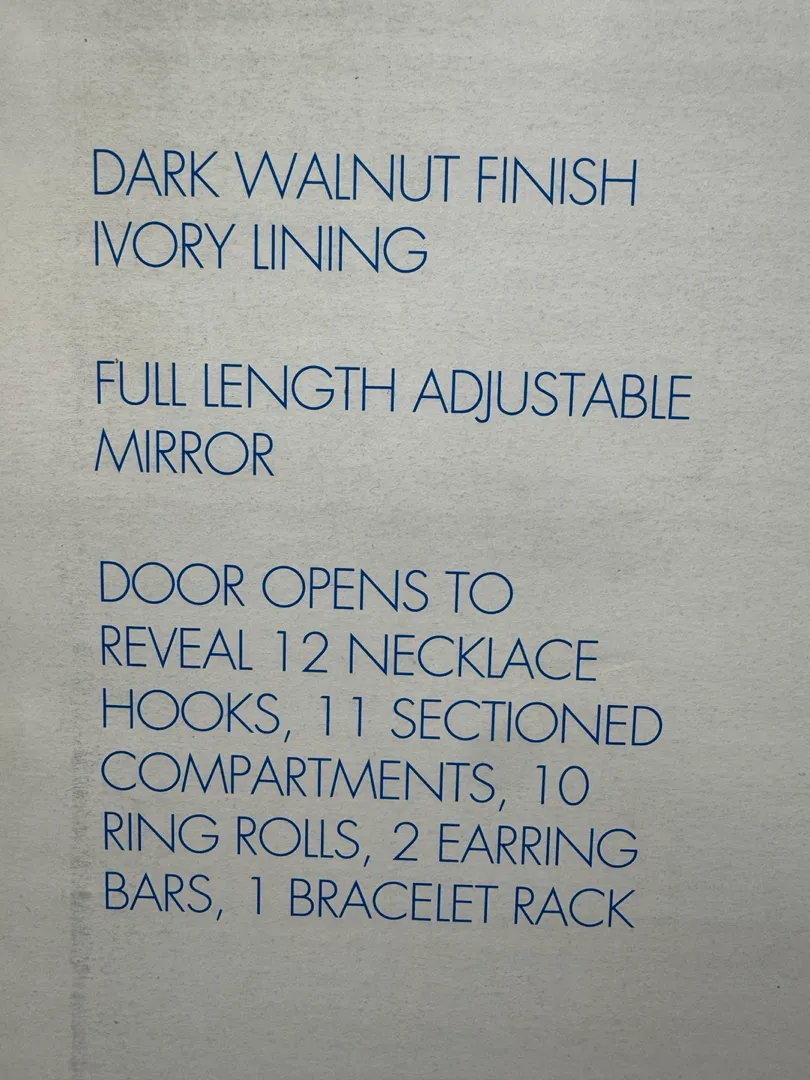 DARK WALNUT FINISH
IVORY LINING
FULL LENGTH ADJUSTABLE
MIRROR
DOOR OPENS TO
REVEAL 12 NECKLACE
HOOKS, 11 SECTIONED
COMPARTMENTS, 10
RING ROLLS, 2 EARRING
BARS, 1 BRACELET RACK